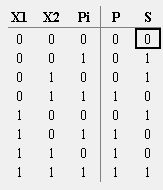 X1 X2 Pi P S
0 0 0 0 0
0 0 1 0 1
0 1 0 0 1
0 1 1 1 0
1 0 0 0 1
1 0 1 1 0
1 1 0 1 0
1 1 1 1 1